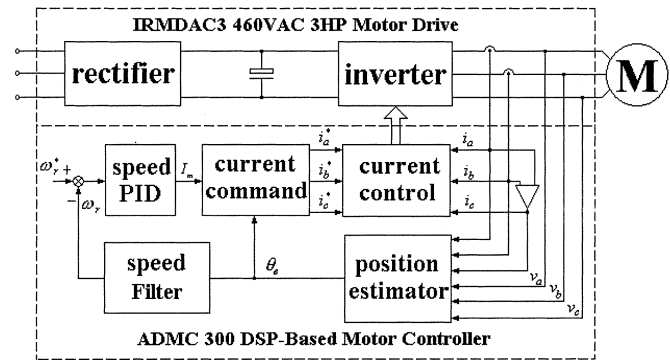 IRMDAC3 460VAC 3HP Motor Drive
rectifier
inverter
M
ω*r +
− ωr
speed
PID
Im
current
command
i*a
i*b
i*c
current
control
ia
ib
ic
speed
Filter
θe
position
estimator
va
vb
vc
ADMC 300 DSP-Based Motor Controller